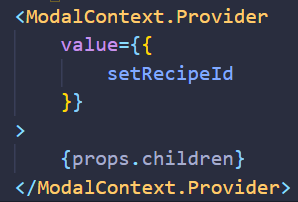 <ModalContext.Provider
    value={{
        setRecipeId
    }}
>
    {props.children}
</ModalContext.Provider>